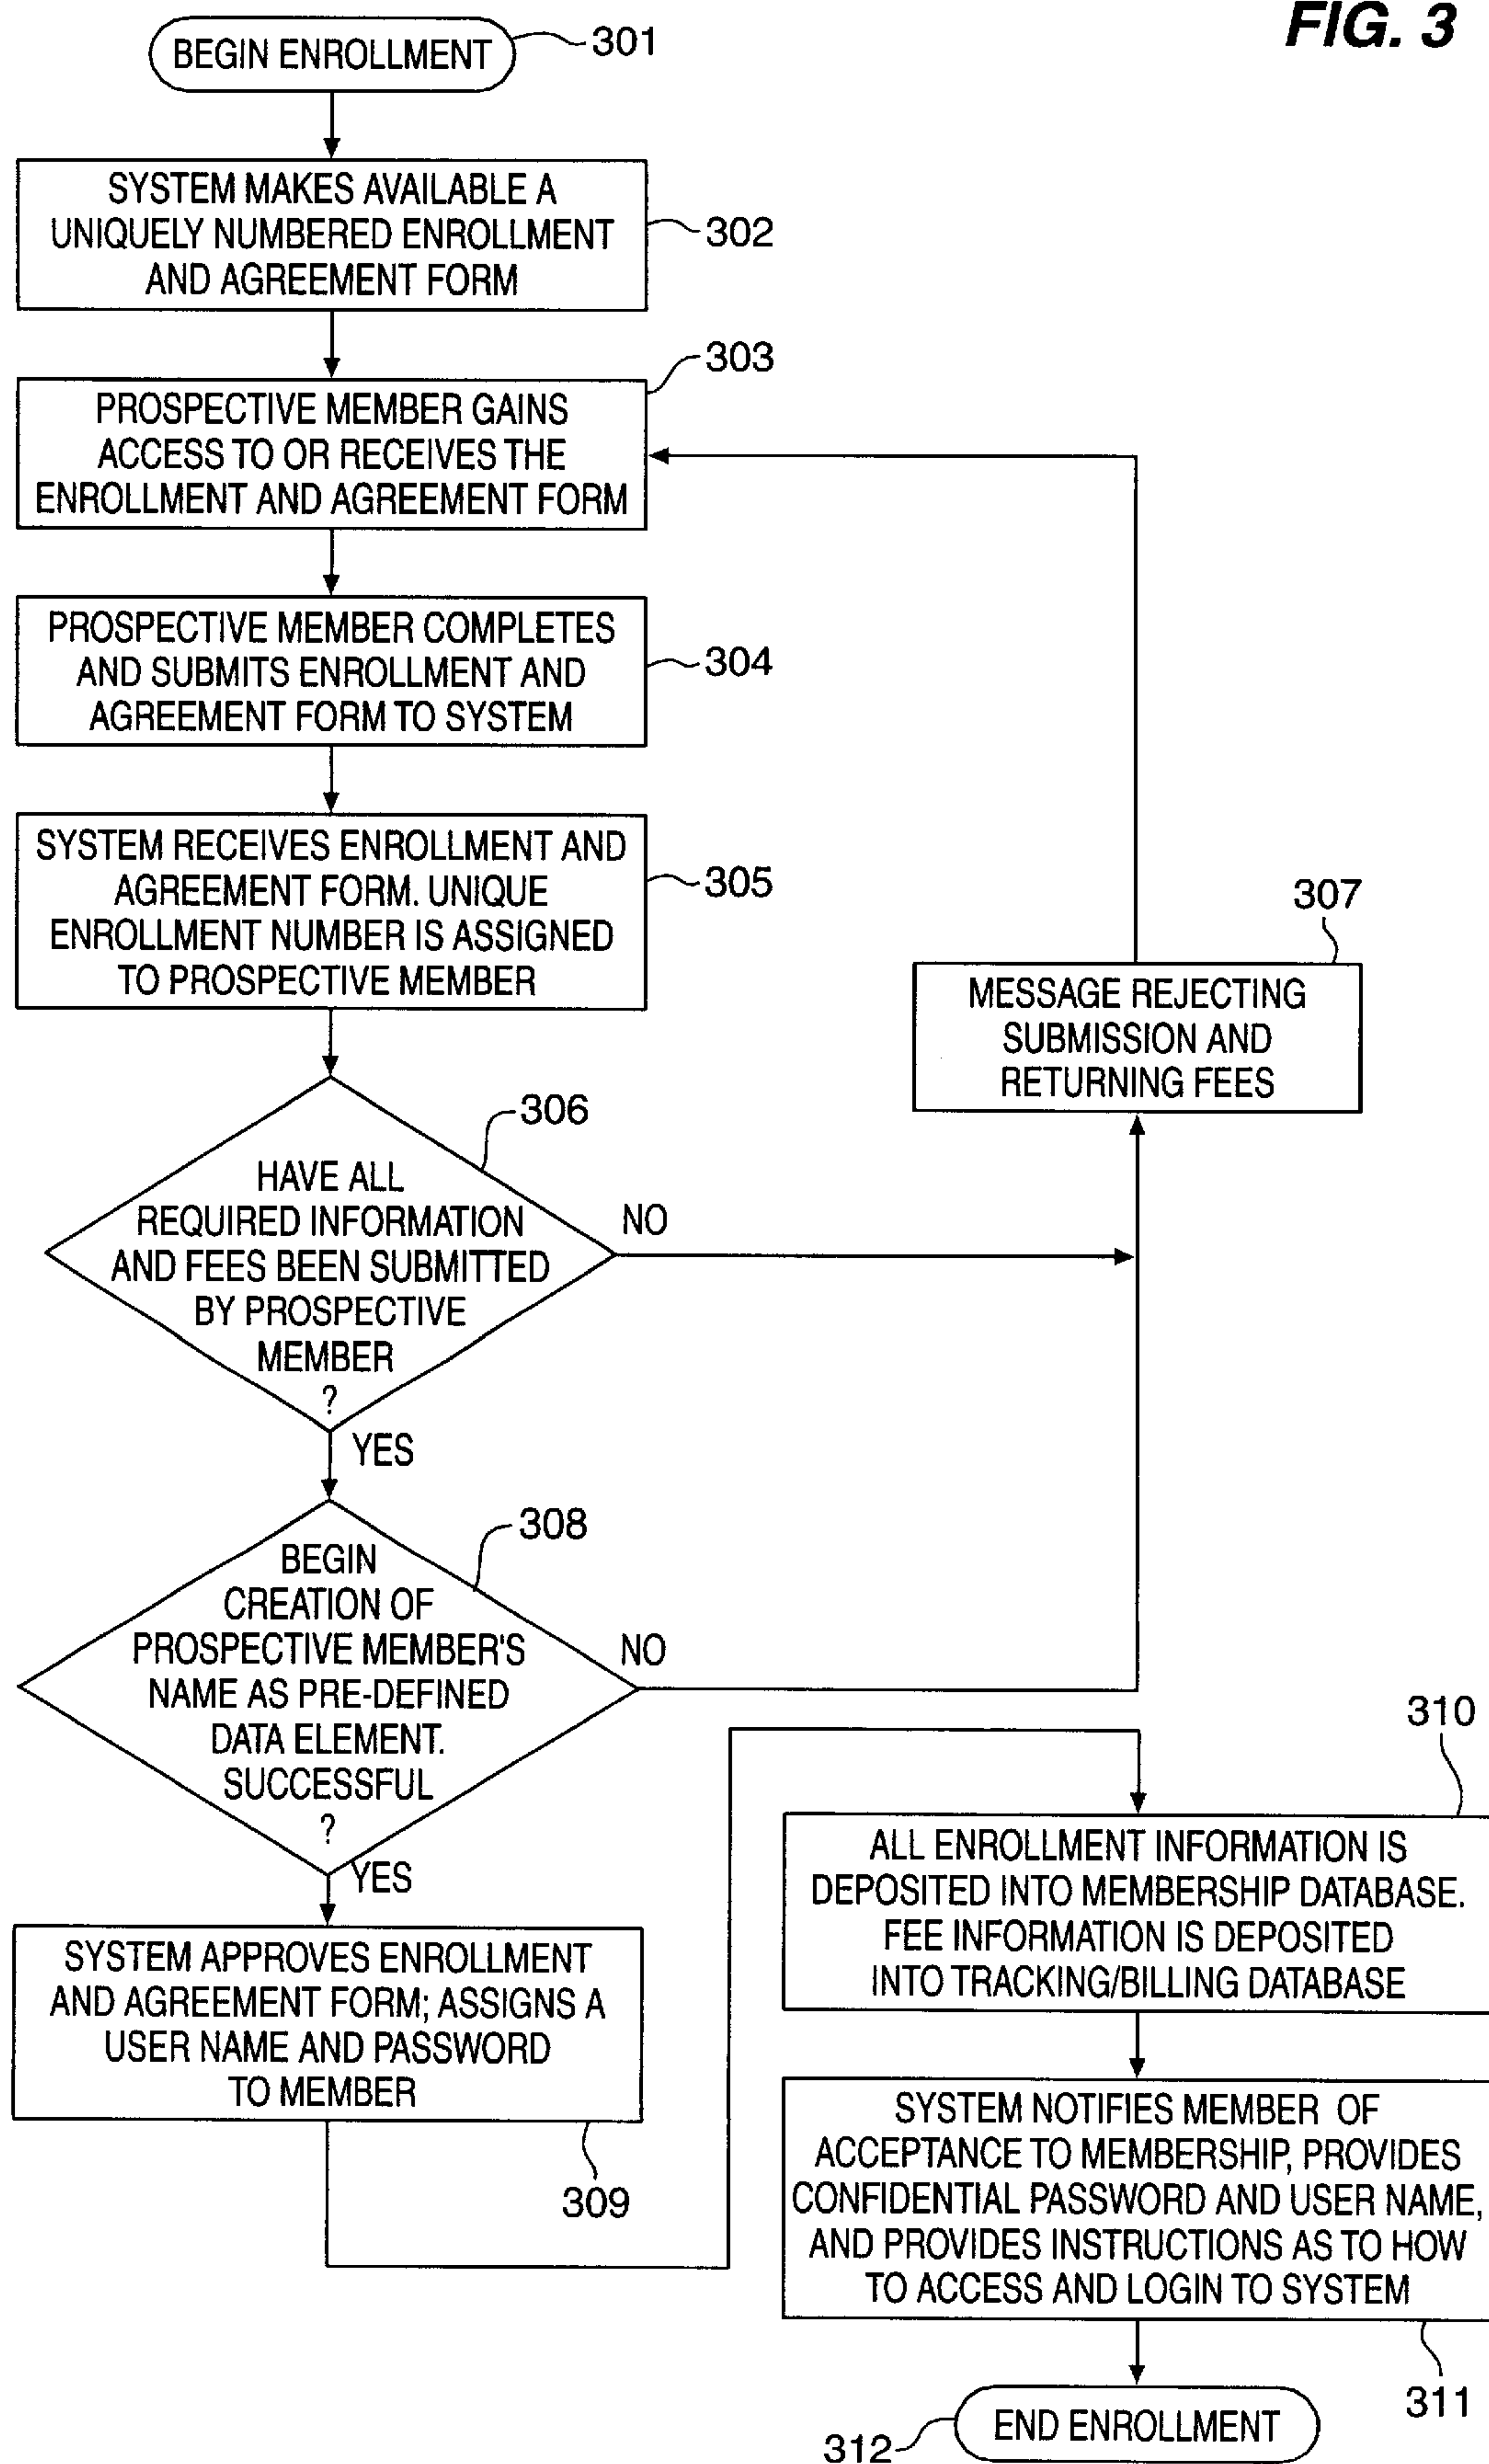 FIG. 3
BEGIN ENROLLMENT
301
SYSTEM MAKES AVAILABLE A
UNIQUELY NUMBERED ENROLLMENT
AND AGREEMENT FORM
302
303
PROSPECTIVE MEMBER GAINS
ACCESS TO OR RECEIVES THE
ENROLLMENT AND AGREEMENT FORM
PROSPECTIVE MEMBER COMPLETES
AND SUBMITS ENROLLMENT AND
AGREEMENT FORM TO SYSTEM
304
SYSTEM RECEIVES ENROLLMENT AND
AGREEMENT FORM. UNIQUE
ENROLLMENT NUMBER IS ASSIGNED
TO PROSPECTIVE MEMBER
305
306
HAVE ALL
REQUIRED INFORMATION
AND FEES BEEN SUBMITTED
BY PROSPECTIVE
MEMBER
?
NO
YES
307
MESSAGE REJECTING
SUBMISSION AND
RETURNING FEES
308
BEGIN
CREATION OF
PROSPECTIVE MEMBER'S
NAME AS PRE-DEFINED
DATA ELEMENT.
SUCCESSFUL
?
NO
YES
SYSTEM APPROVES ENROLLMENT
AND AGREEMENT FORM; ASSIGNS A
USER NAME AND PASSWORD
TO MEMBER
309
310
ALL ENROLLMENT INFORMATION IS
DEPOSITED INTO MEMBERSHIP DATABASE.
FEE INFORMATION IS DEPOSITED
INTO TRACKING/BILLING DATABASE
SYSTEM NOTIFIES MEMBER OF
ACCEPTANCE TO MEMBERSHIP, PROVIDES
CONFIDENTIAL PASSWORD AND USER NAME,
AND PROVIDES INSTRUCTIONS AS TO HOW
TO ACCESS AND LOGIN TO SYSTEM
311
END ENROLLMENT
312